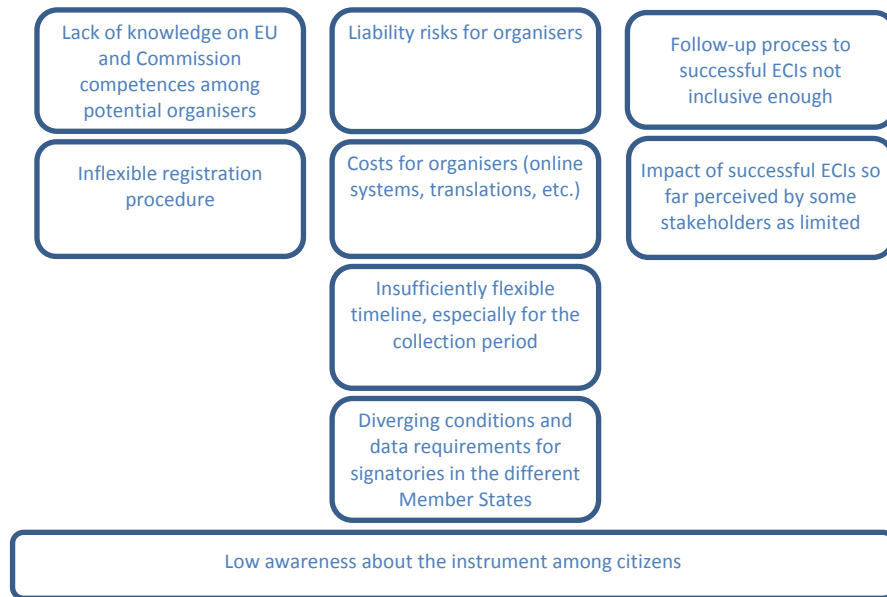 Lack of knowledge on EU
and Commission
competences among
potential organisers
Liability risks for organisers
Follow-up process to
successful ECIs not
inclusive enough
Inflexible registration
procedure
Costs for organisers (online
systems, translations, etc.)
Impact of successful ECIs so
far perceived by some
stakeholders as limited
Insufficiently flexible
timeline, especially for the
collection period
Diverging conditions and
data requirements for
signatories in the different
Member States
Low awareness about the instrument among citizens